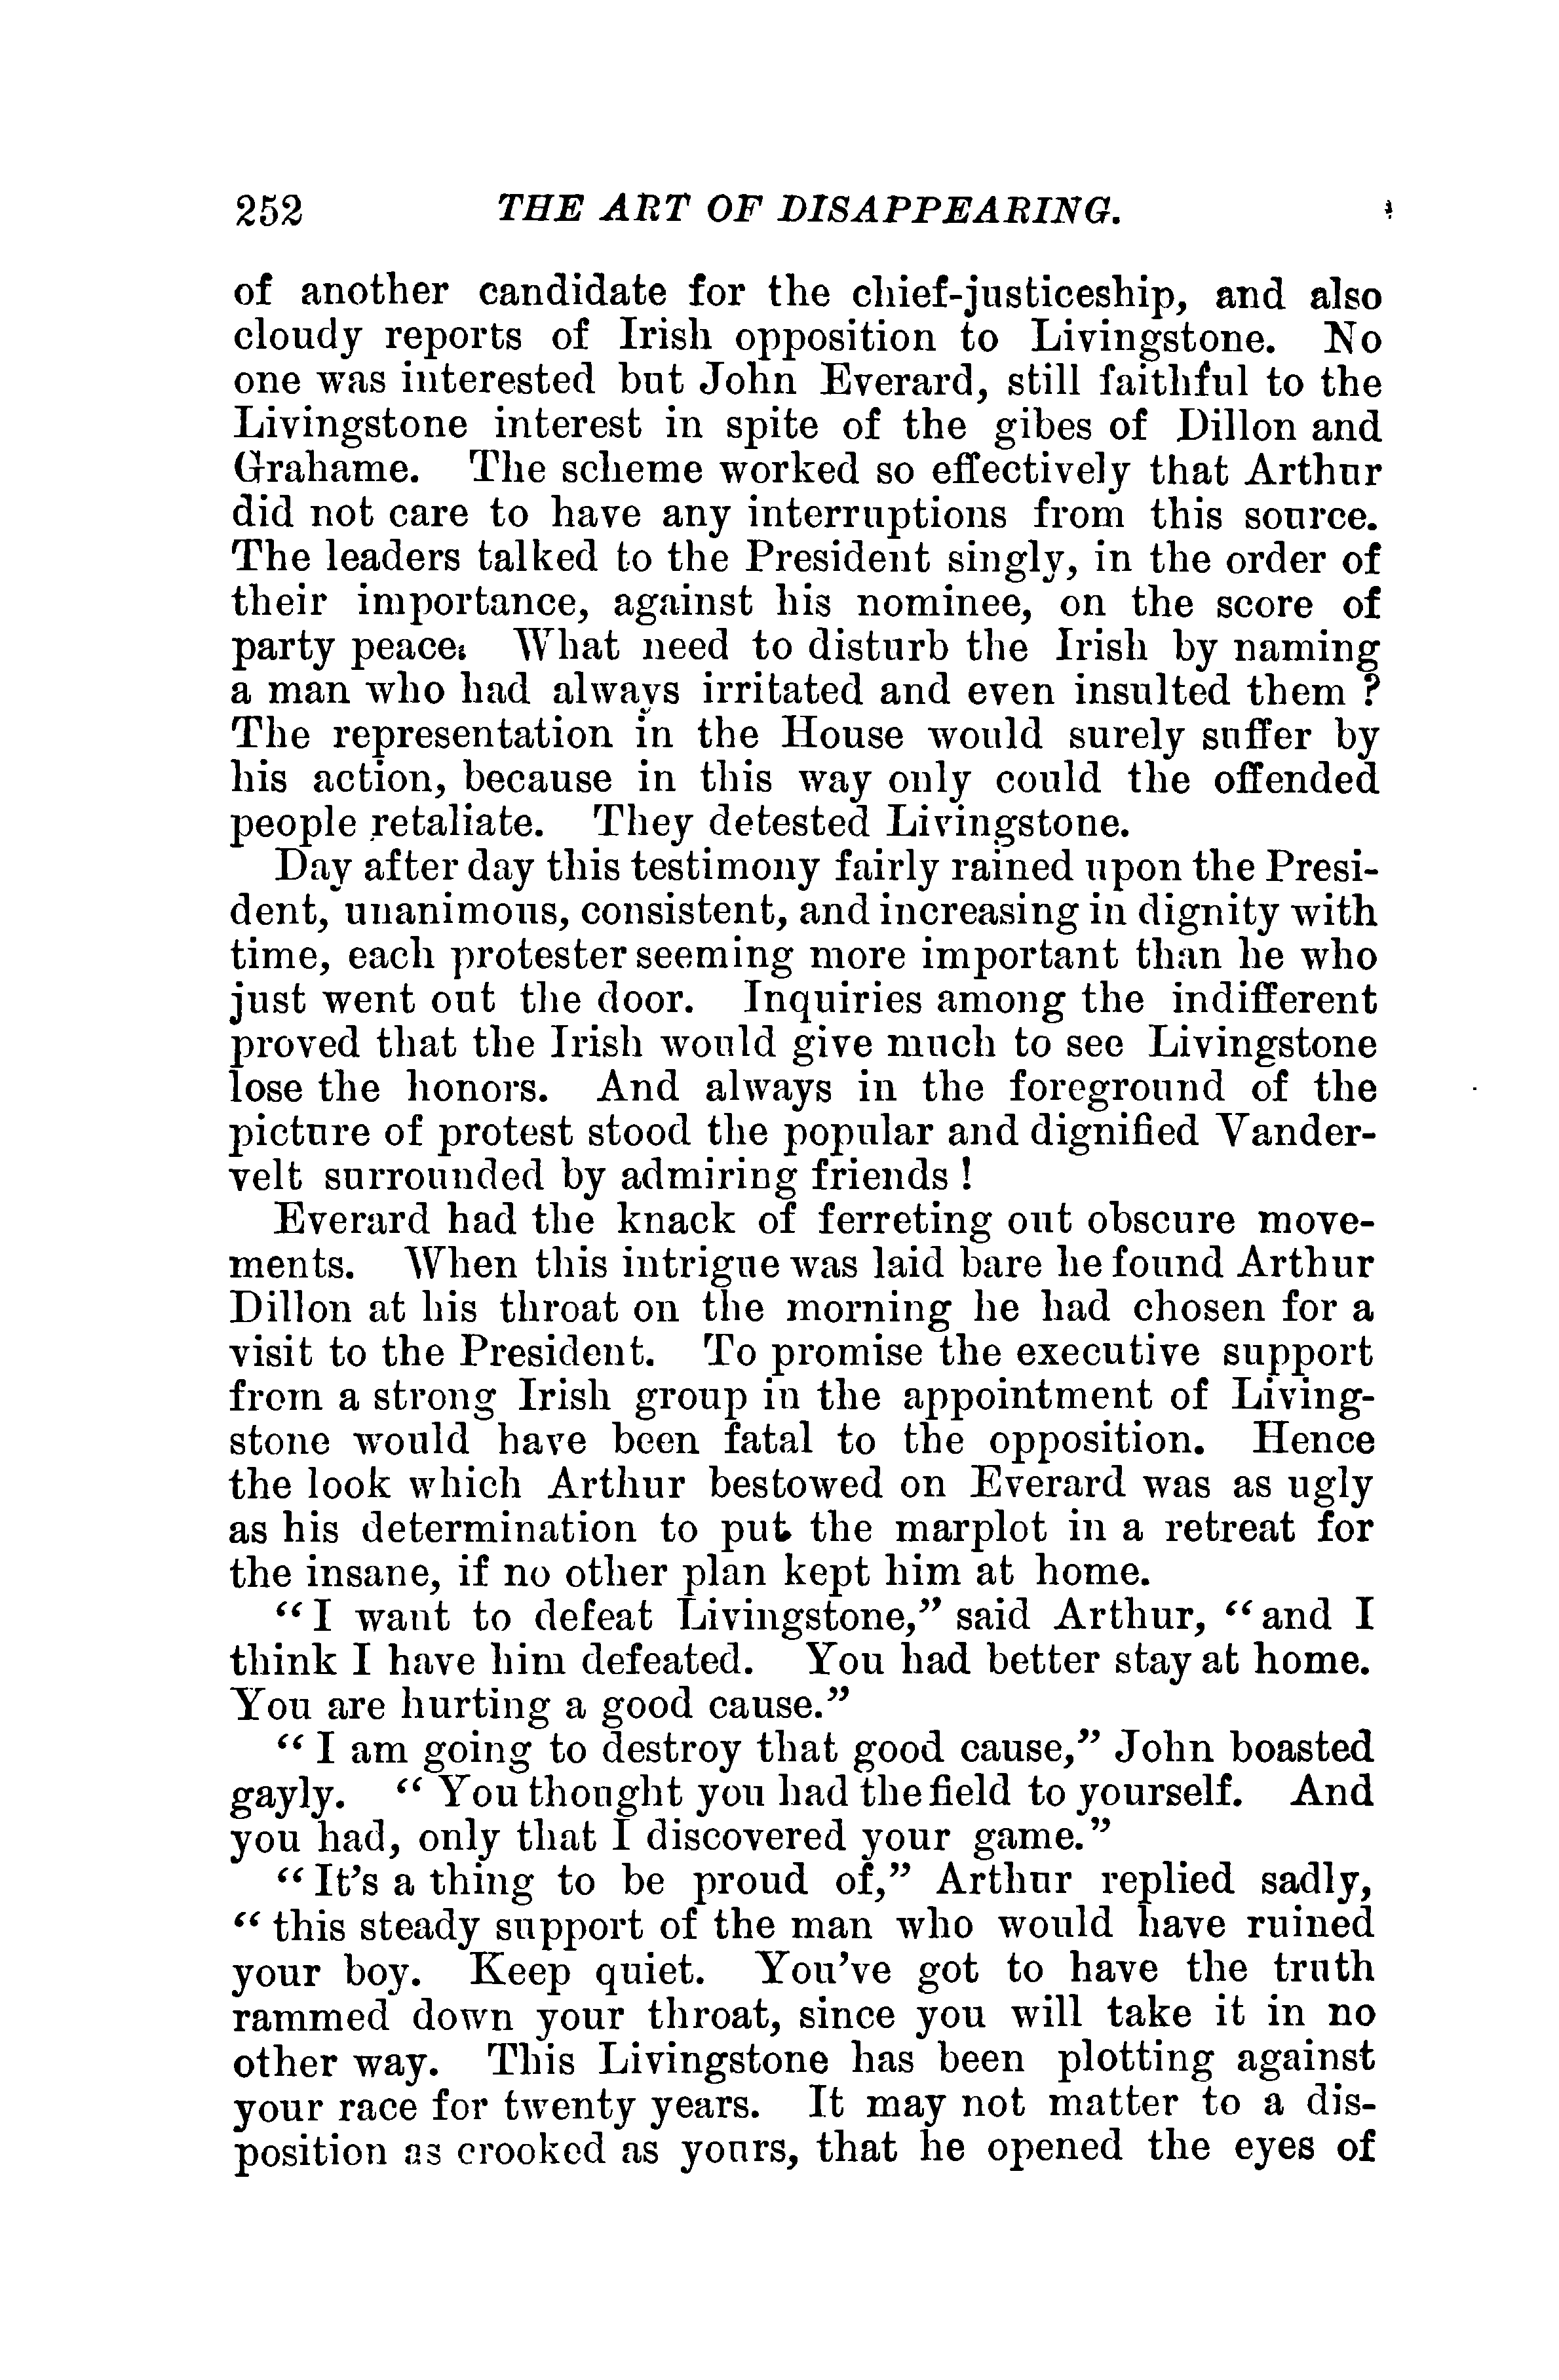 252 THE ART OF DISAPPEARING.
of another candidate for the chief-justiceship, and also
cloudy reports of Irish opposition to Livingstone. No
one was interested but John Everard, still faithful to the
Livingstone interest in spite of the gibes of Dillon and
Grahame. The scheme worked so effectively that Arthur
did not care to have any interruptions from this source.
The leaders talked to the President singly, in the order of
their importance, against his nominee, on the score of
party peace. What need to disturb the Irish by naming
a man who had always irritated and even insulted them ?
The representation in the House would surely suffer by
his action, because in this way only could the offended
people retaliate. They detested Livingstone.
Day after day this testimony fairly rained upon the Presi-
dent, unanimous, consistent, and increasing in dignity with
time, each protester seeming more important than he who
just went out the door. Inquiries among the indifferent
proved that the Irish would give much to see Livingstone
lose the honors. And always in the foreground of the
picture of protest stood the popular and dignified Vander-
velt surrounded by admiring friends !
Everard had the knack of ferreting out obscure move-
ments. When this intrigue was laid bare he found Arthur
Dillon at his throat on the morning he had chosen for a
visit to the President. To promise the executive support
from a strong Irish group in the appointment of Living-
stone would have been fatal to the opposition. Hence
the look which Arthur bestowed on Everard was as ugly
as his determination to put the marplot in a retreat for
the insane, if no other plan kept him at home.
“I want to defeat Livingstone,” said Arthur, “and I
think I have him defeated. You had better stay at home.
You are hurting a good cause.”
“I am going to destroy that good cause,” John boasted
gayly. “You thought you had the field to yourself. And
you had, only that I discovered your game.”
“It’s a thing to be proud of,” Arthur replied sadly,
“this steady support of the man who would have ruined
your boy. Keep quiet. You’ve got to have the truth
rammed down your throat, since you will take it in no
other way. This Livingstone has been plotting against
your race for twenty years. It may not matter to a dis-
position as crooked as yours, that he opened the eyes of